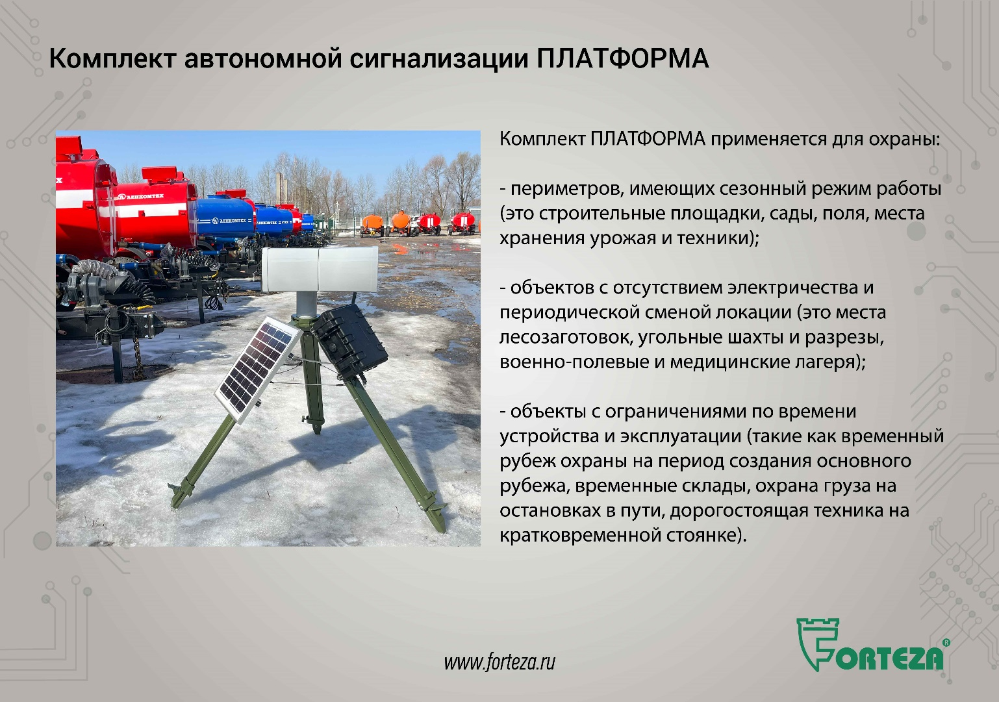 Комплект автономной сигнализации ПЛАТФОРМА
Комплект ПЛАТФОРМА применяется для охраны:
- периметров, имеющих сезонный режим работы
(это строительные площадки, сады, поля, места
хранения урожая и техники);
- объектов с отсутствием электричества и
периодической сменой локации (это места
лесозаготовок, угольные шахты и разрезы,
военно-полевые и медицинские лагеря);
- объекты с ограничениями по времени
устройства и эксплуатации (такие как временный
рубеж охраны на период создания основного
рубежа, временные склады, охрана груза на
остановках в пути, дорогостоящая техника на
кратковременной стоянке).
ЛЕНКОМТЕХ
ЛЕНКОМТЕХ
ЛЕНКОМТЕХ
www.forteza.ru
FORTEZA®